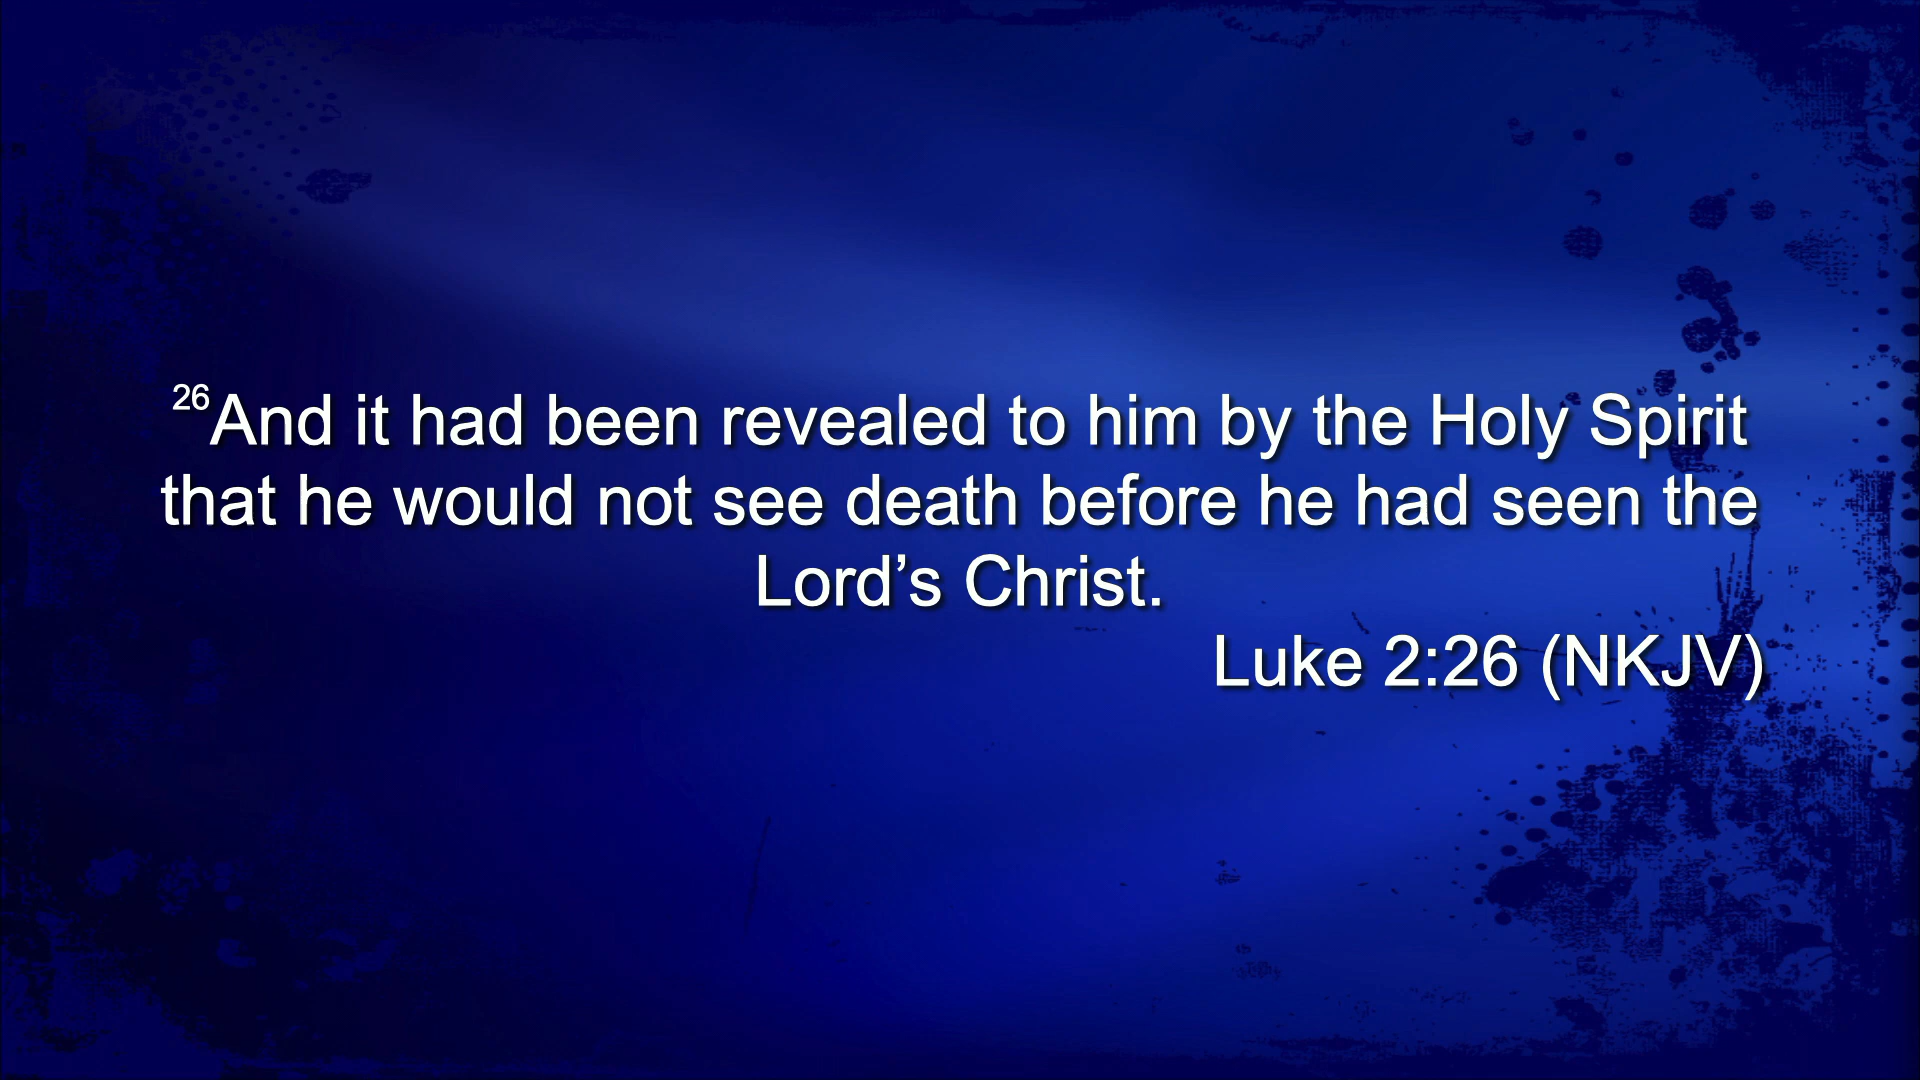 26And it had been revealed to him by the Holy Spirit
that he would not see death before he had seen the
Lord’s Christ.
Luke 2:26 (NKJV)